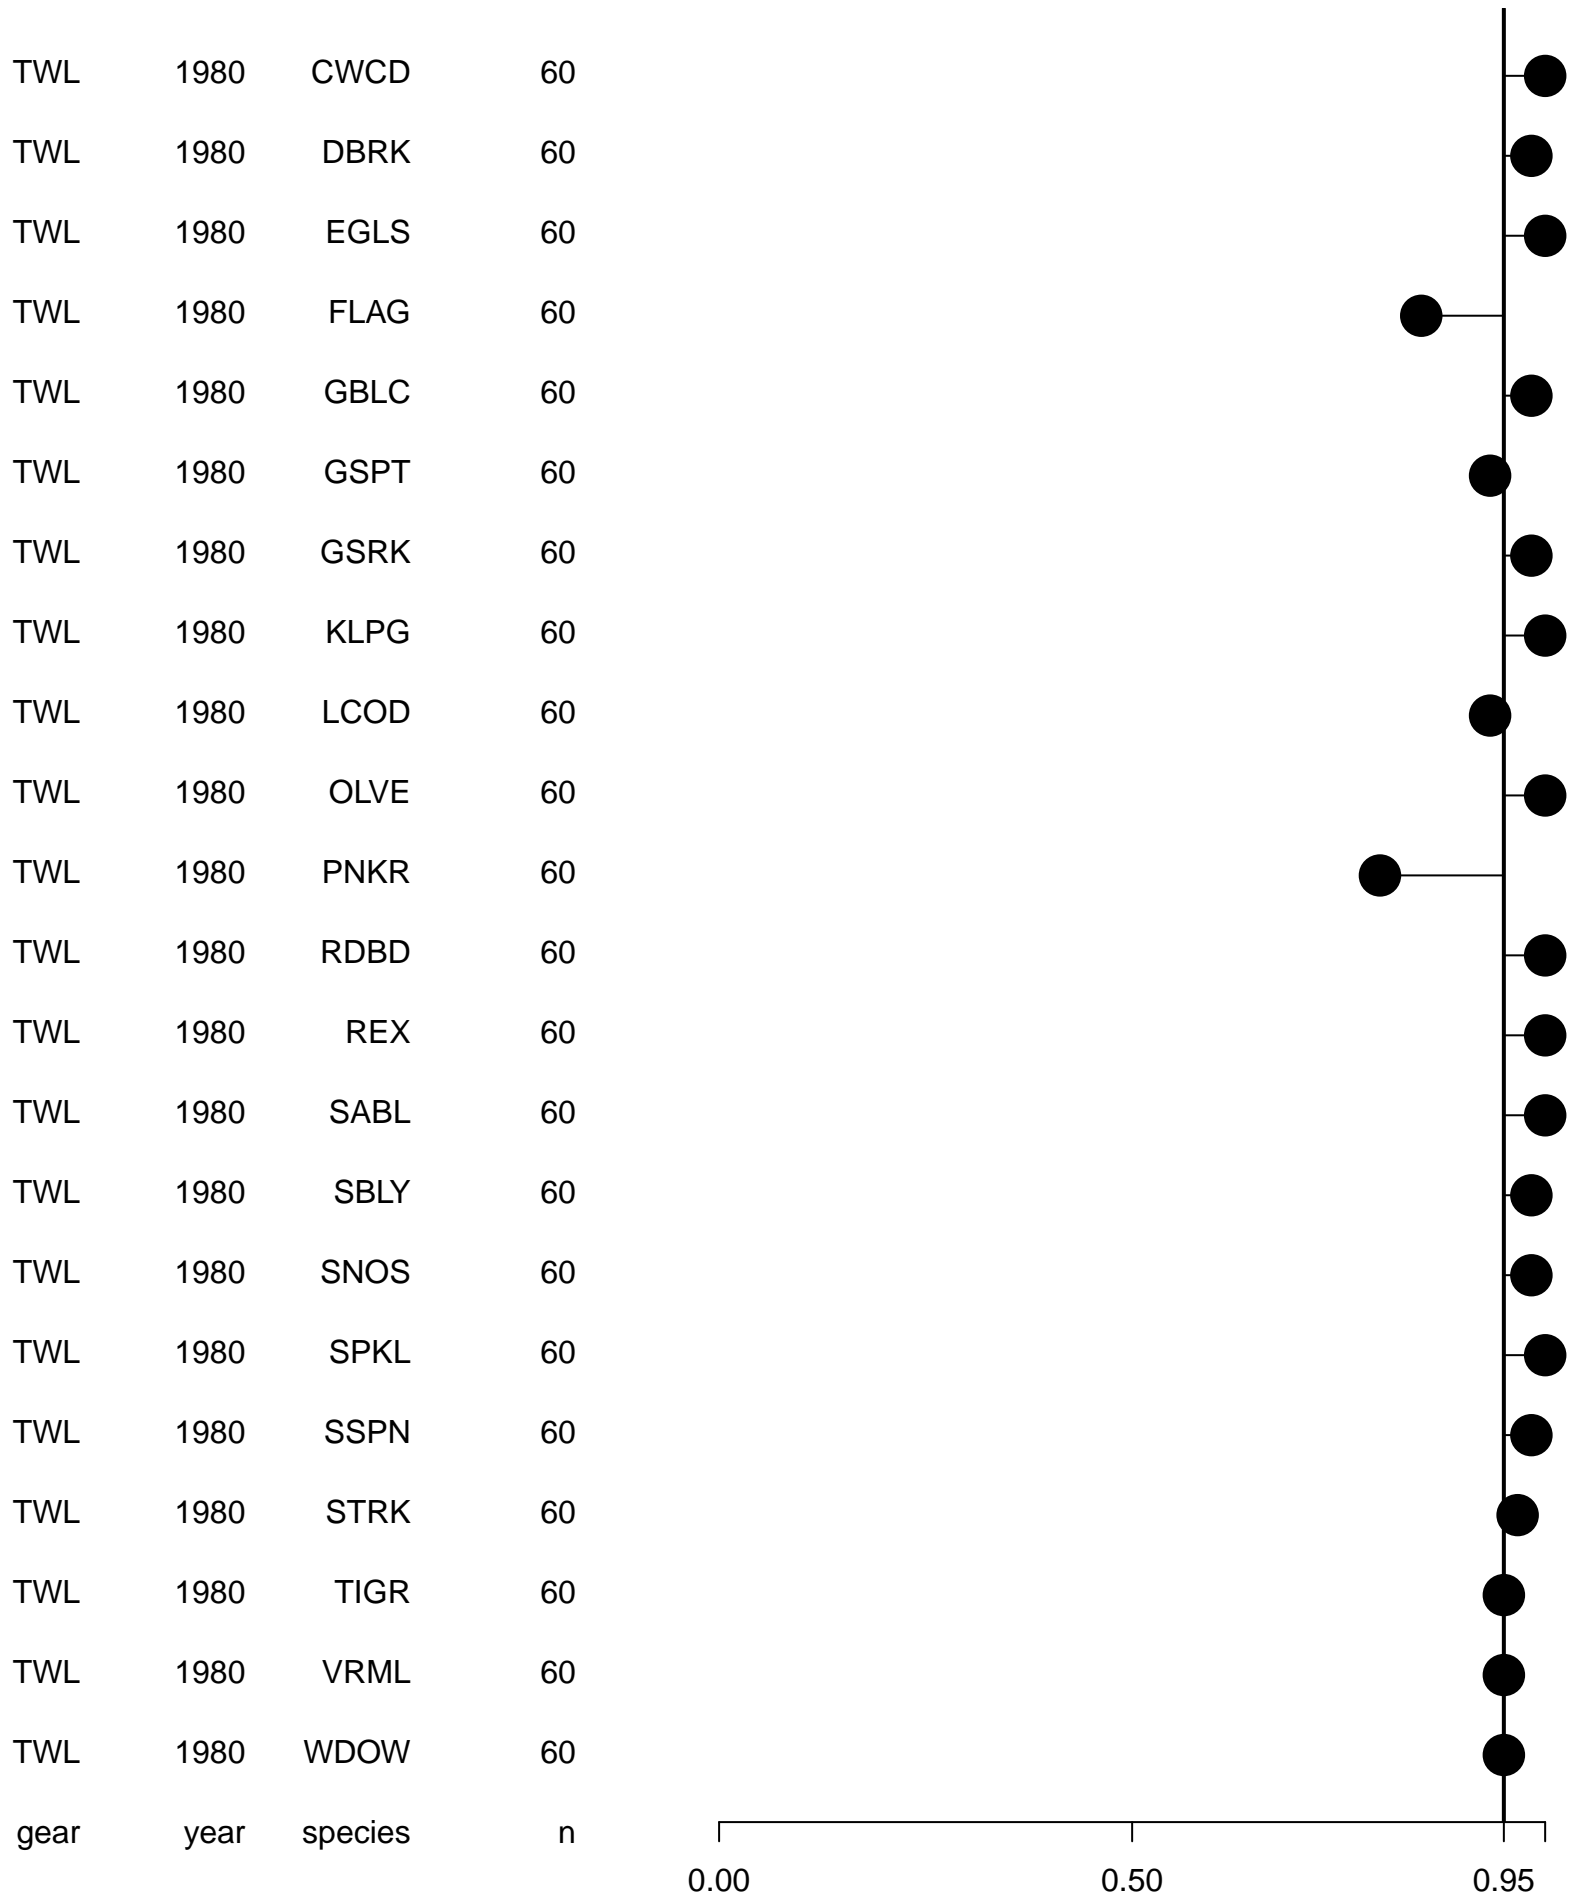 TWL 1980 CWCD 60
TWL 1980 DBRK 60
TWL 1980 EGLS 60
TWL 1980 FLAG 60
TWL 1980 GBLC 60
TWL 1980 GSPT 60
TWL 1980 GSRK 60
TWL 1980 KLPG 60
TWL 1980 LCOD 60
TWL 1980 OLVE 60
TWL 1980 PNKR 60
TWL 1980 RDBD 60
TWL 1980 REX 60
TWL 1980 SABL 60
TWL 1980 SBLY 60
TWL 1980 SNOS 60
TWL 1980 SPKL 60
TWL 1980 SSPN 60
TWL 1980 STRK 60
TWL 1980 TIGR 60
TWL 1980 VRML 60
TWL 1980 WDOW 60
gear year species n
0.00 0.50 0.95